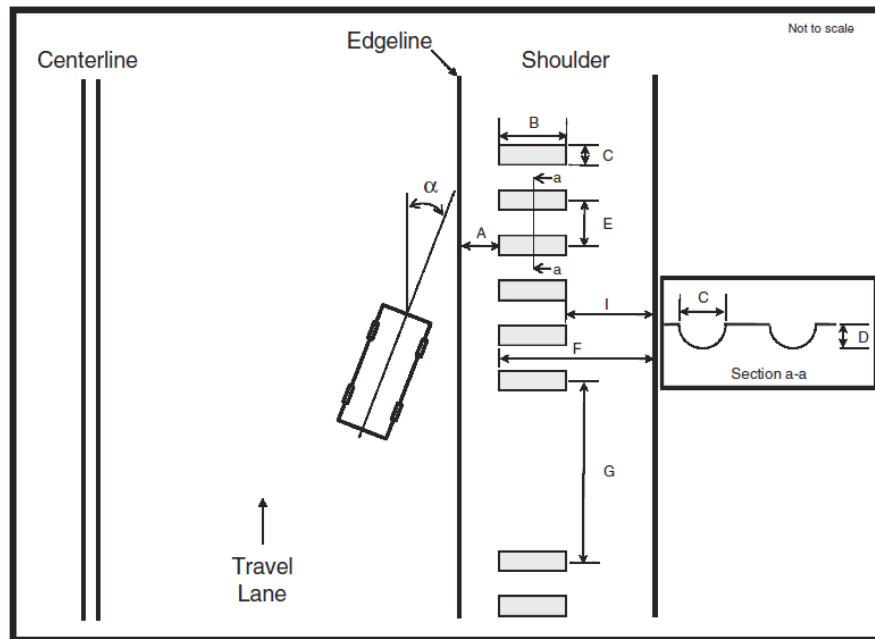 Not to scale
Edgeline
Centerline
Shoulder
B
C
a
α
E
A
a
I
C
D
F
Section a-a
G
Travel
Lane